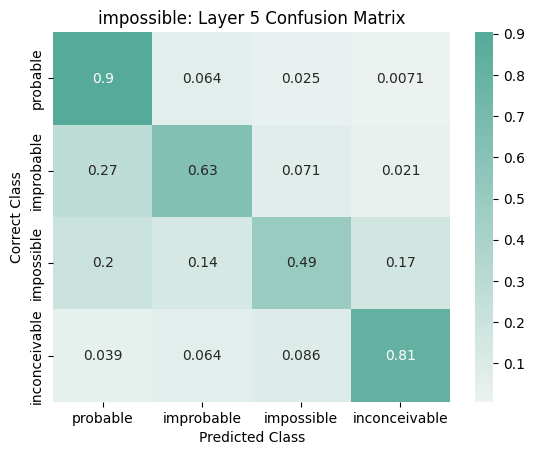 impossible: Layer 5 Confusion Matrix
Correct Class
probable
0.9 0.064 0.025 0.0071
improbable
0.27 0.63 0.071 0.021
impossible
0.2 0.14 0.49 0.17
inconceivable
0.039 0.064 0.086 0.81
probable improbable impossible inconceivable
Predicted Class
0.9
0.8
0.7
0.6
0.5
0.4
0.3
0.2
0.1